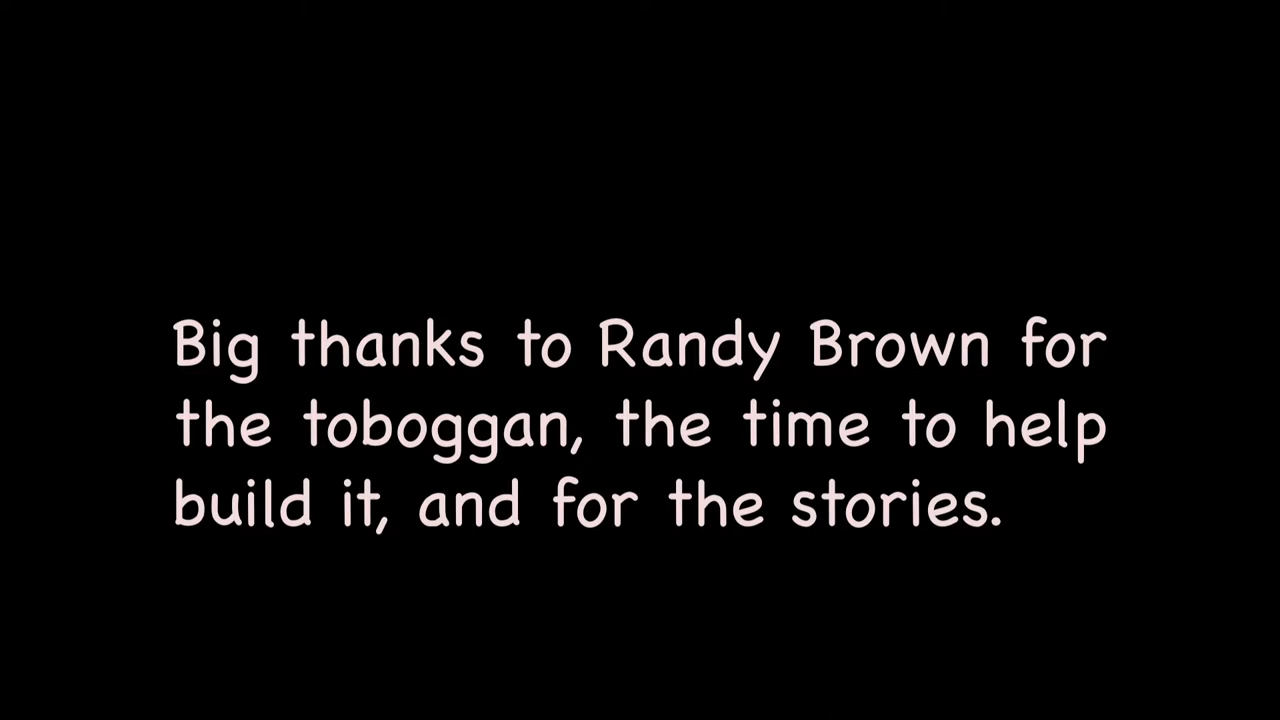 Big thanks to Randy Brown for
the toboggan, the time to help
build it, and for the stories.